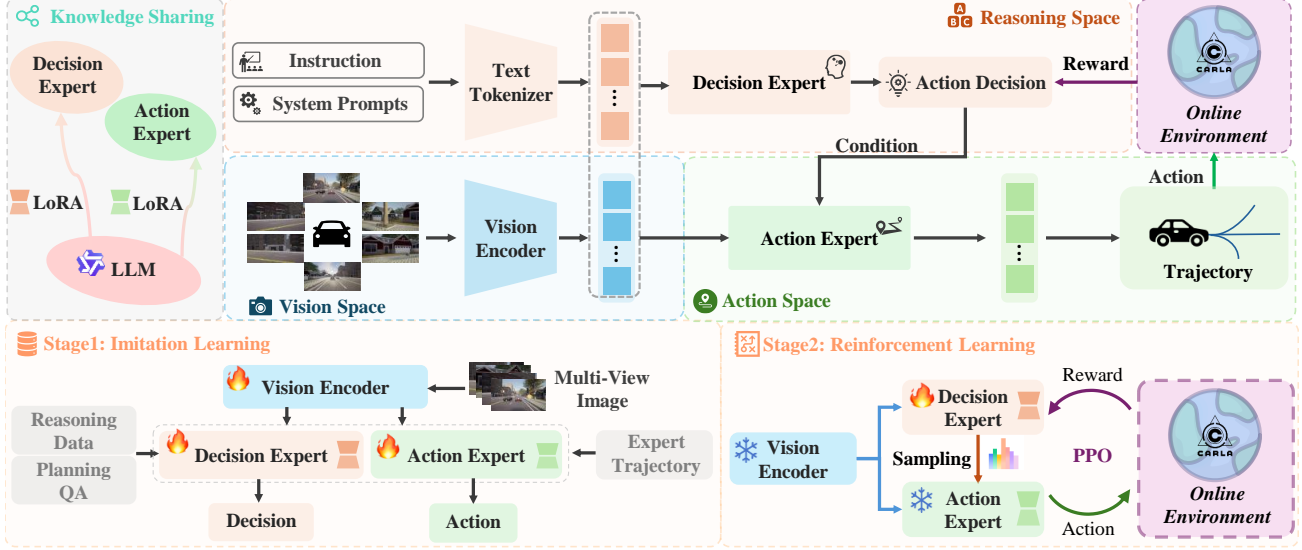 Knowledge Sharing
Decision
Expert
Action
Expert
LoRA
LoRA
LLM
Instruction
System Prompts
Text
Tokenizer
Decision Expert
Action Decision
Reasoning Space
Reward
CARLA
Online
Environment
Vision
Encoder
Vision Space
Condition
Action Expert
Action Space
Action
Trajectory
Stage1: Imitation Learning
Vision Encoder
Multi-View
Image
Reasoning
Data
Planning
QA
Decision Expert
Action Expert
Expert
Trajectory
Decision
Action
Stage2: Reinforcement Learning
Vision
Encoder
Decision
Expert
Sampling
Action
Expert
Reward
PPO
Action
CARLA
Online
Environment